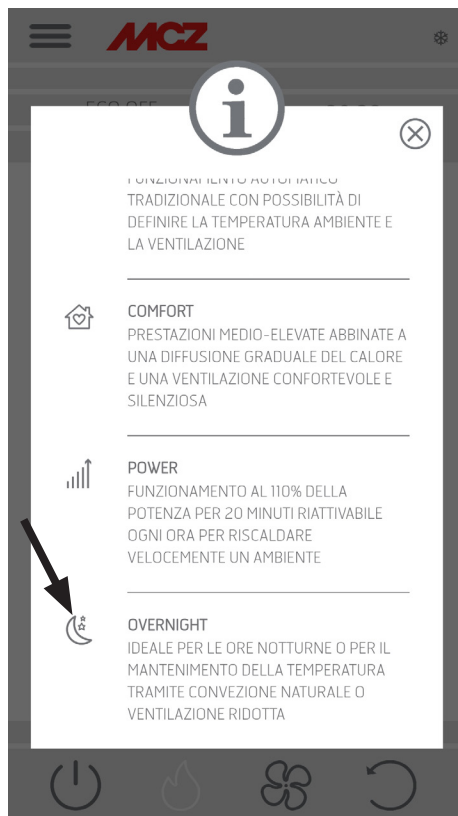 MCZ
TRADIZIONALE CON POSSIBILITÀ DI
DEFINIRE LA TEMPERATURA AMBIENTE E
LA VENTILAZIONE
COMFORT
PRESTAZIONI MEDIO-ELEVATE ABBINATE A
UNA DIFFUSIONE GRADUALE DEL CALORE
E UNA VENTILAZIONE CONFORTEVOLE E
SILENZIOSA
POWER
FUNZIONAMENTO AL 110% DELLA
POTENZA PER 20 MINUTI RIATTIVABILE
OGNI ORA PER RISCALDARE
VELOCEMENTE UN AMBIENTE
OVERNIGHT
IDEALE PER LE ORE NOTTURNE O PER IL
MANTENIMENTO DELLA TEMPERATURA
TRAMITE CONVEZIONE NATURALE O
VENTILAZIONE RIDOTTA